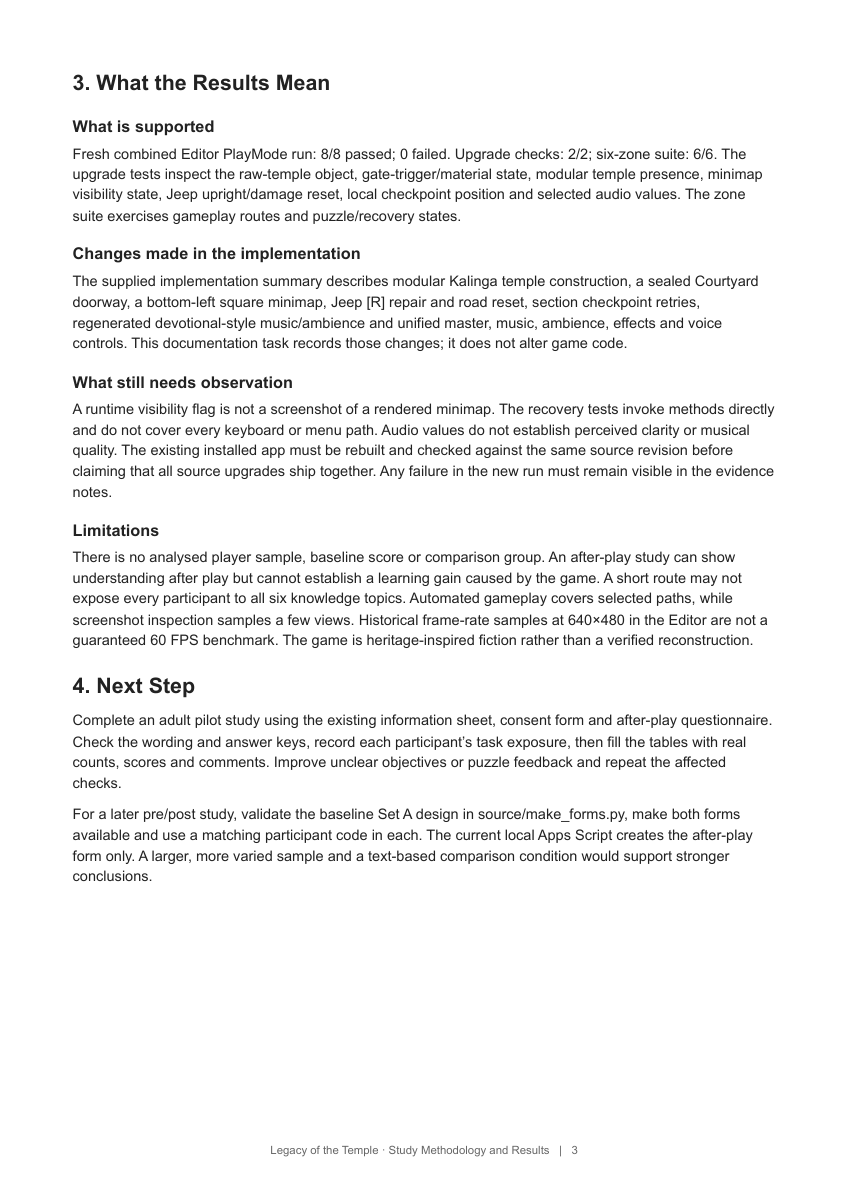 3. What the Results Mean
What is supported
Fresh combined Editor PlayMode run: 8/8 passed; 0 failed. Upgrade checks: 2/2; six-zone suite: 6/6. The
upgrade tests inspect the raw-temple object, gate-trigger/material state, modular temple presence, minimap
visibility state, Jeep upright/damage reset, local checkpoint position and selected audio values. The zone
suite exercises gameplay routes and puzzle/recovery states.
Changes made in the implementation
The supplied implementation summary describes modular Kalinga temple construction, a sealed Courtyard
doorway, a bottom-left square minimap, Jeep [R] repair and road reset, section checkpoint retries,
regenerated devotional-style music/ambience and unified master, music, ambience, effects and voice
controls. This documentation task records those changes; it does not alter game code.
What still needs observation
A runtime visibility flag is not a screenshot of a rendered minimap. The recovery tests invoke methods directly
and do not cover every keyboard or menu path. Audio values do not establish perceived clarity or musical
quality. The existing installed app must be rebuilt and checked against the same source revision before
claiming that all source upgrades ship together. Any failure in the new run must remain visible in the evidence
notes.
Limitations
There is no analysed player sample, baseline score or comparison group. An after-play study can show
understanding after play but cannot establish a learning gain caused by the game. A short route may not
expose every participant to all six knowledge topics. Automated gameplay covers selected paths, while
screenshot inspection samples a few views. Historical frame-rate samples at 640×480 in the Editor are not a
guaranteed 60 FPS benchmark. The game is heritage-inspired fiction rather than a verified reconstruction.
4. Next Step
Complete an adult pilot study using the existing information sheet, consent form and after-play questionnaire.
Check the wording and answer keys, record each participant’s task exposure, then fill the tables with real
counts, scores and comments. Improve unclear objectives or puzzle feedback and repeat the affected
checks.
For a later pre/post study, validate the baseline Set A design in source/make_forms.py, make both forms
available and use a matching participant code in each. The current local Apps Script creates the after-play
form only. A larger, more varied sample and a text-based comparison condition would support stronger
conclusions.
Legacy of the Temple · Study Methodology and Results | 3